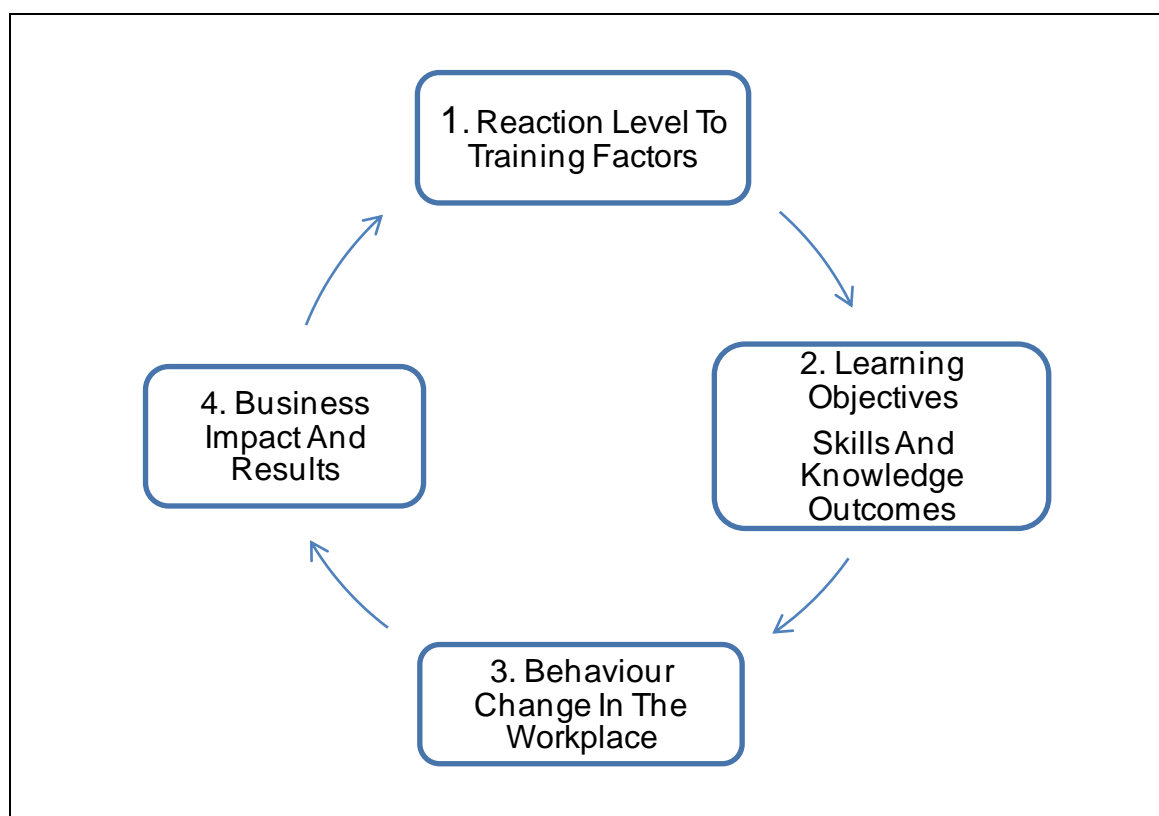 1. Reaction Level To
Training Factors
2. Learning
Objectives
Skills And
Knowledge
Outcomes
3. Behaviour
Change In The
Workplace
4. Business
Impact And
Results